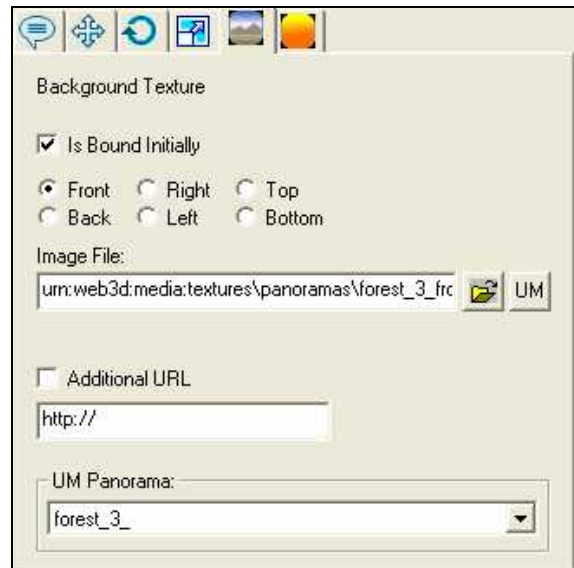 Background Texture
Is Bound Initially
Front Right Top
Back Left Bottom
Image File:
urn:web3d:media:textures\panoramas\forest_3_frc UM
Additional URL
http://
UM Panorama:
forest_3_